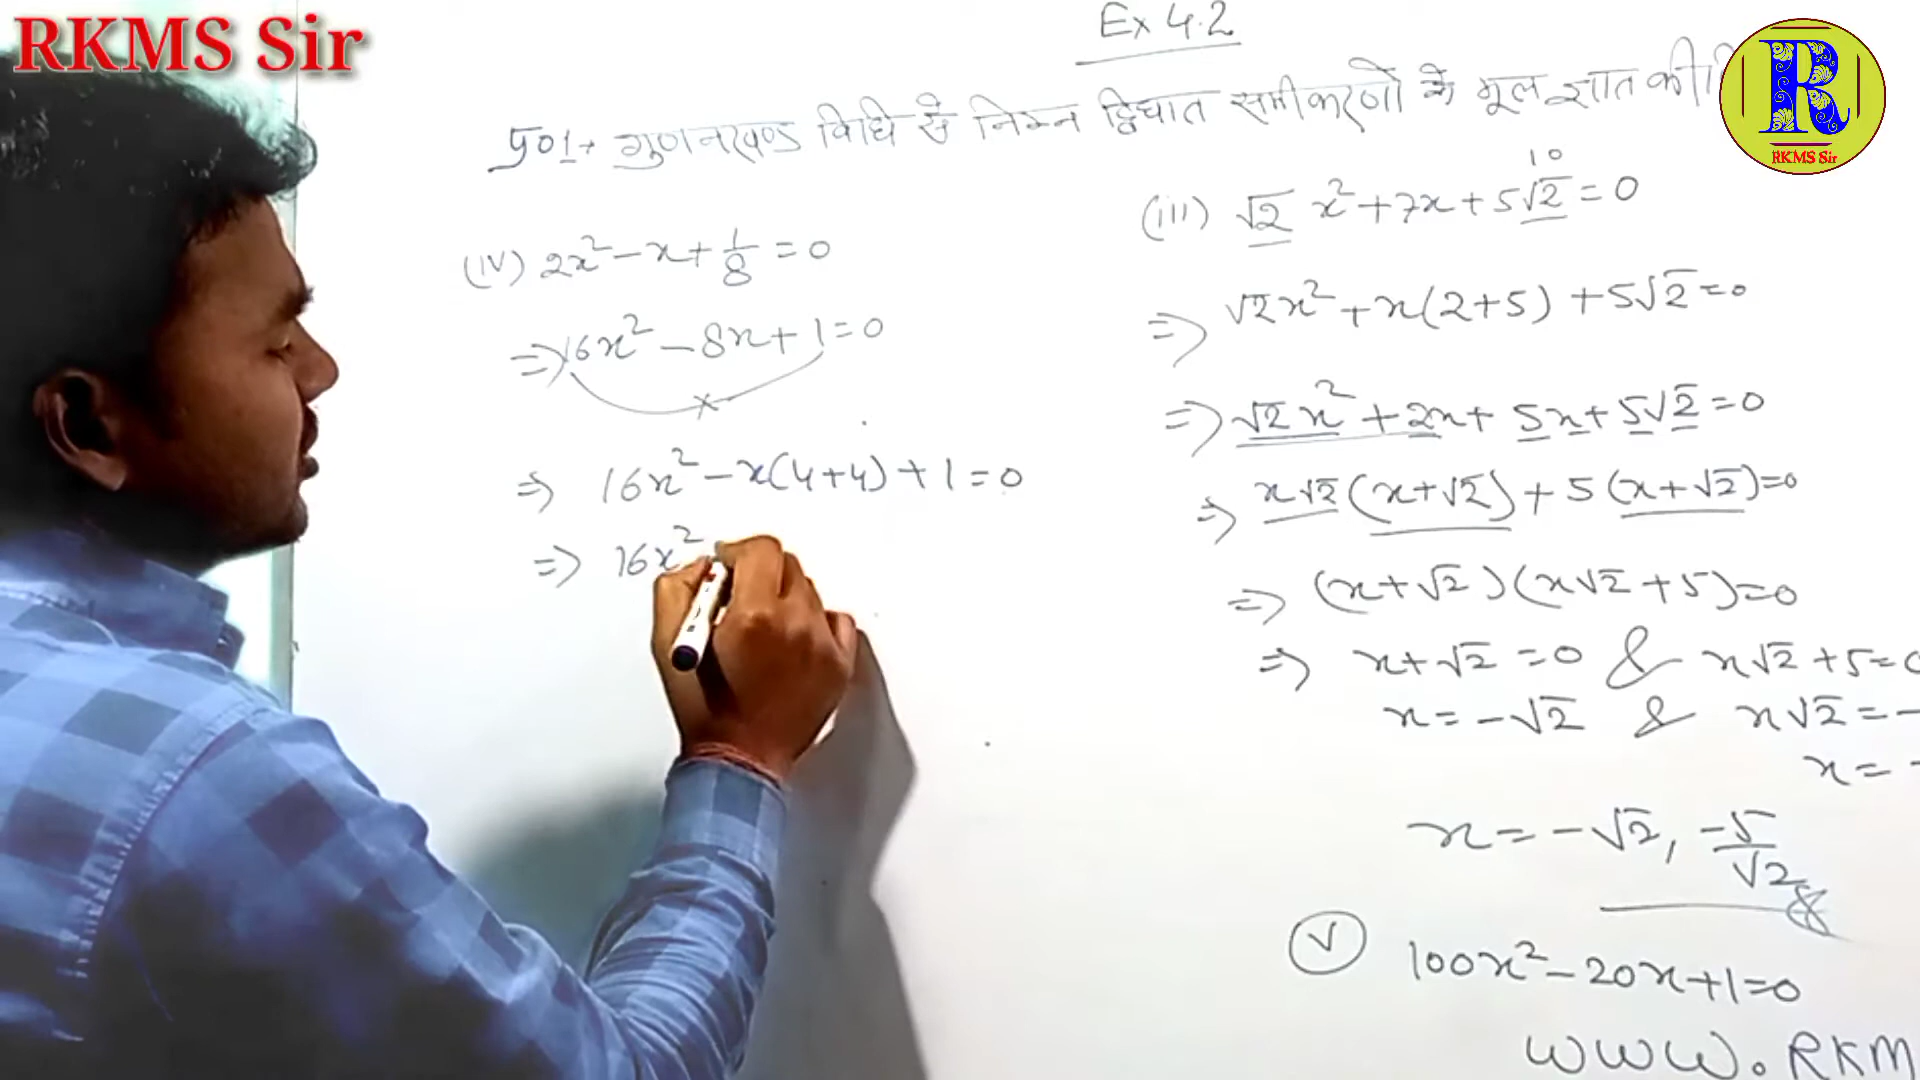 RKMS Sir
Ex 4.2
प्र०1→ गुणनखण्ड विधि से निम्न द्विघात समीकरणों के मूल ज्ञात की
RKMS Sir
(iv) 2x² - x + 1/8 = 0
⇒ 16x² - 8x + 1 = 0
×
⇒ 16x² - x(4+4) + 1 = 0
⇒ 16x²
10
(iii) √2 x² + 7x + 5√2 = 0
⇒ √2x² + x(2+5) + 5√2 = 0
⇒ √2x² + 2x + 5x + 5√2 = 0
⇒ x√2 (x+√2) + 5 (x+√2) = 0
⇒ (x+√2)(x√2+5) = 0
⇒ x+√2 = 0 & x√2+5=0
x = -√2 & x√2 = -
x = -
x = -√2, -5/√2
(v) 100x² - 20x + 1 = 0
WWW.RKM